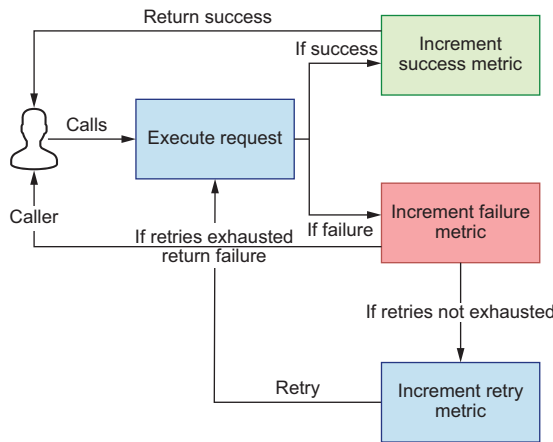 Return success
If success
Increment
success metric
Calls
Execute request
Caller
If retries exhausted
return failure
If failure
Increment failure
metric
If retries not exhausted
Retry
Increment retry
metric